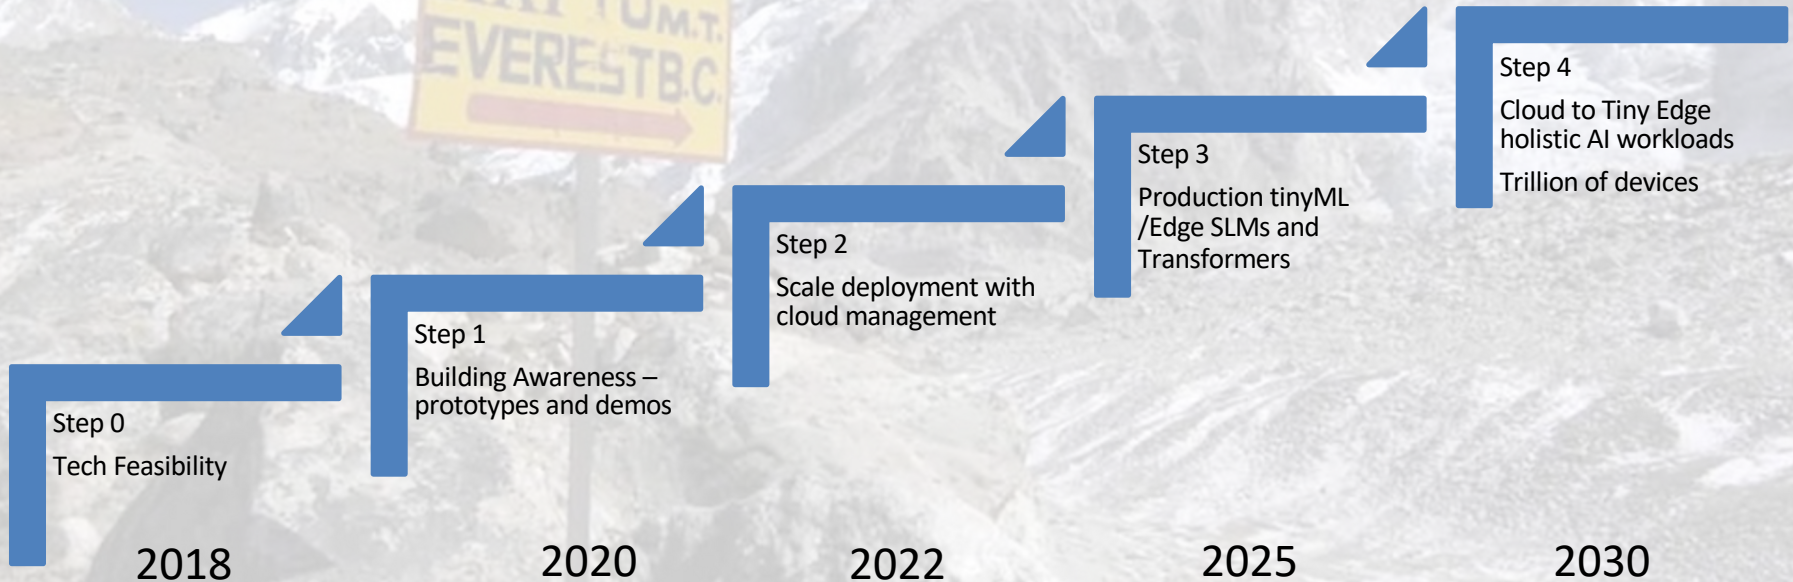 TO M.T.
EVEREST B.C.
Step 0
Tech Feasibility
2018
Step 1
Building Awareness –
prototypes and demos
2020
Step 2
Scale deployment with
cloud management
2022
Step 3
Production tinyML
/Edge SLMs and
Transformers
2025
Step 4
Cloud to Tiny Edge
holistic AI workloads
Trillion of devices
2030